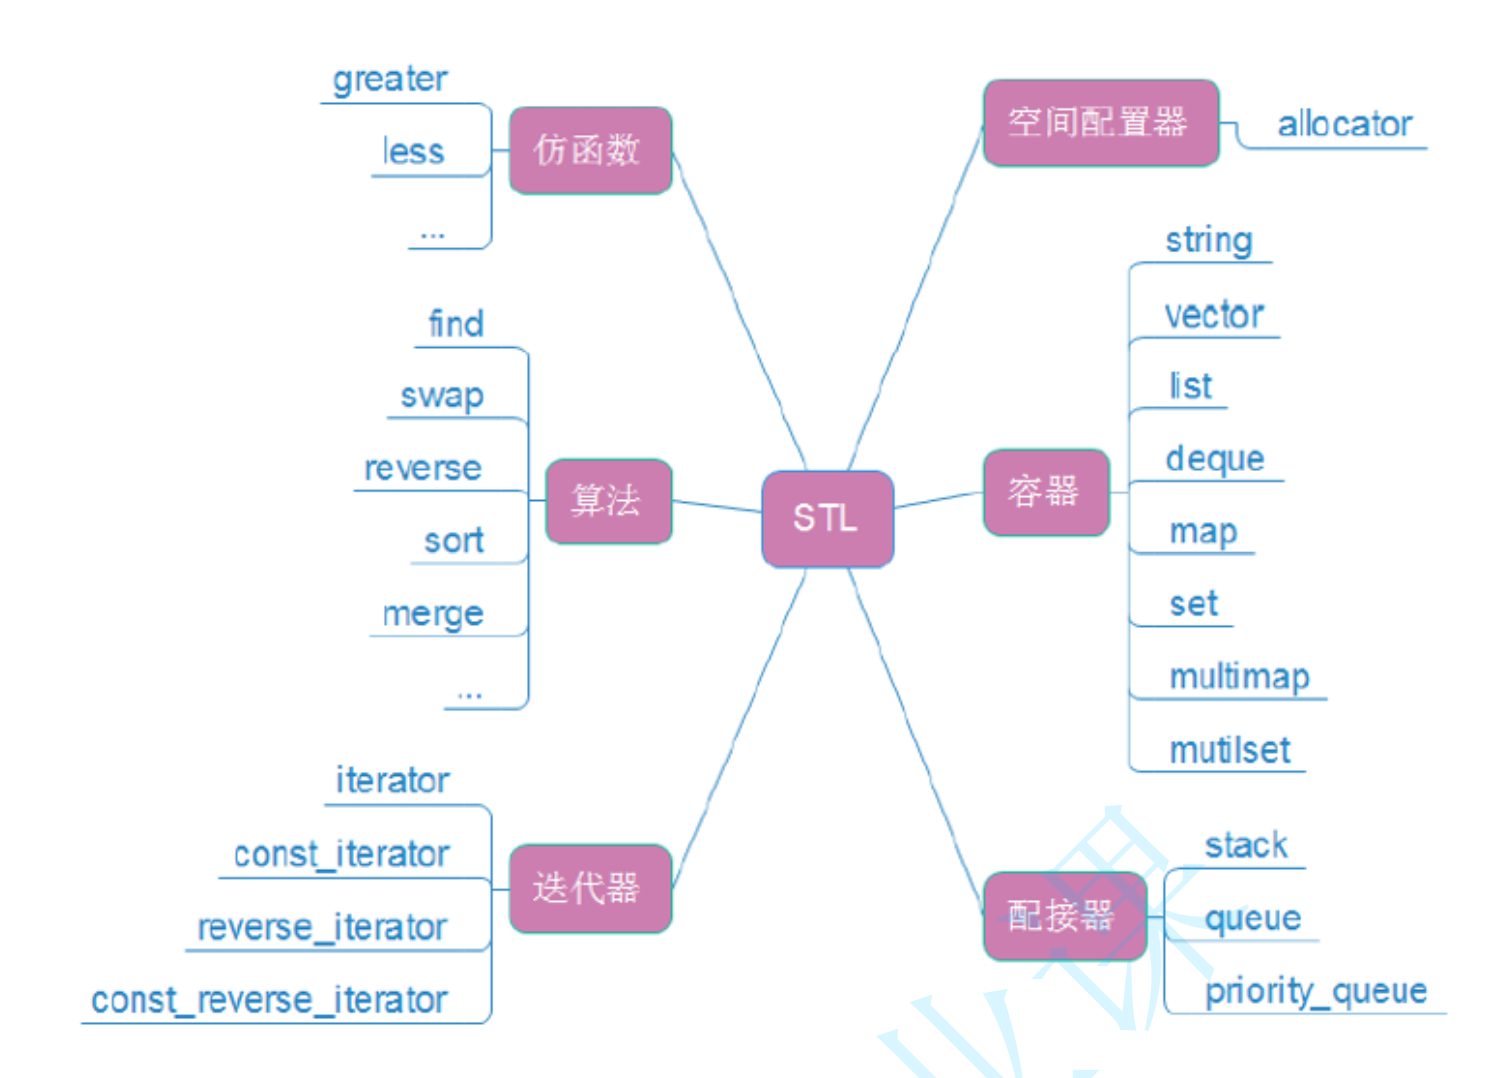 greater
less
...
仿函数
find
swap
reverse
sort
merge
...
算法
iterator
const_iterator
reverse_iterator
const_reverse_iterator
迭代器
STL
空间配置器
allocator
容器
string
vector
list
deque
map
set
multimap
mutilset
配接器
stack
queue
priority_queue
业课